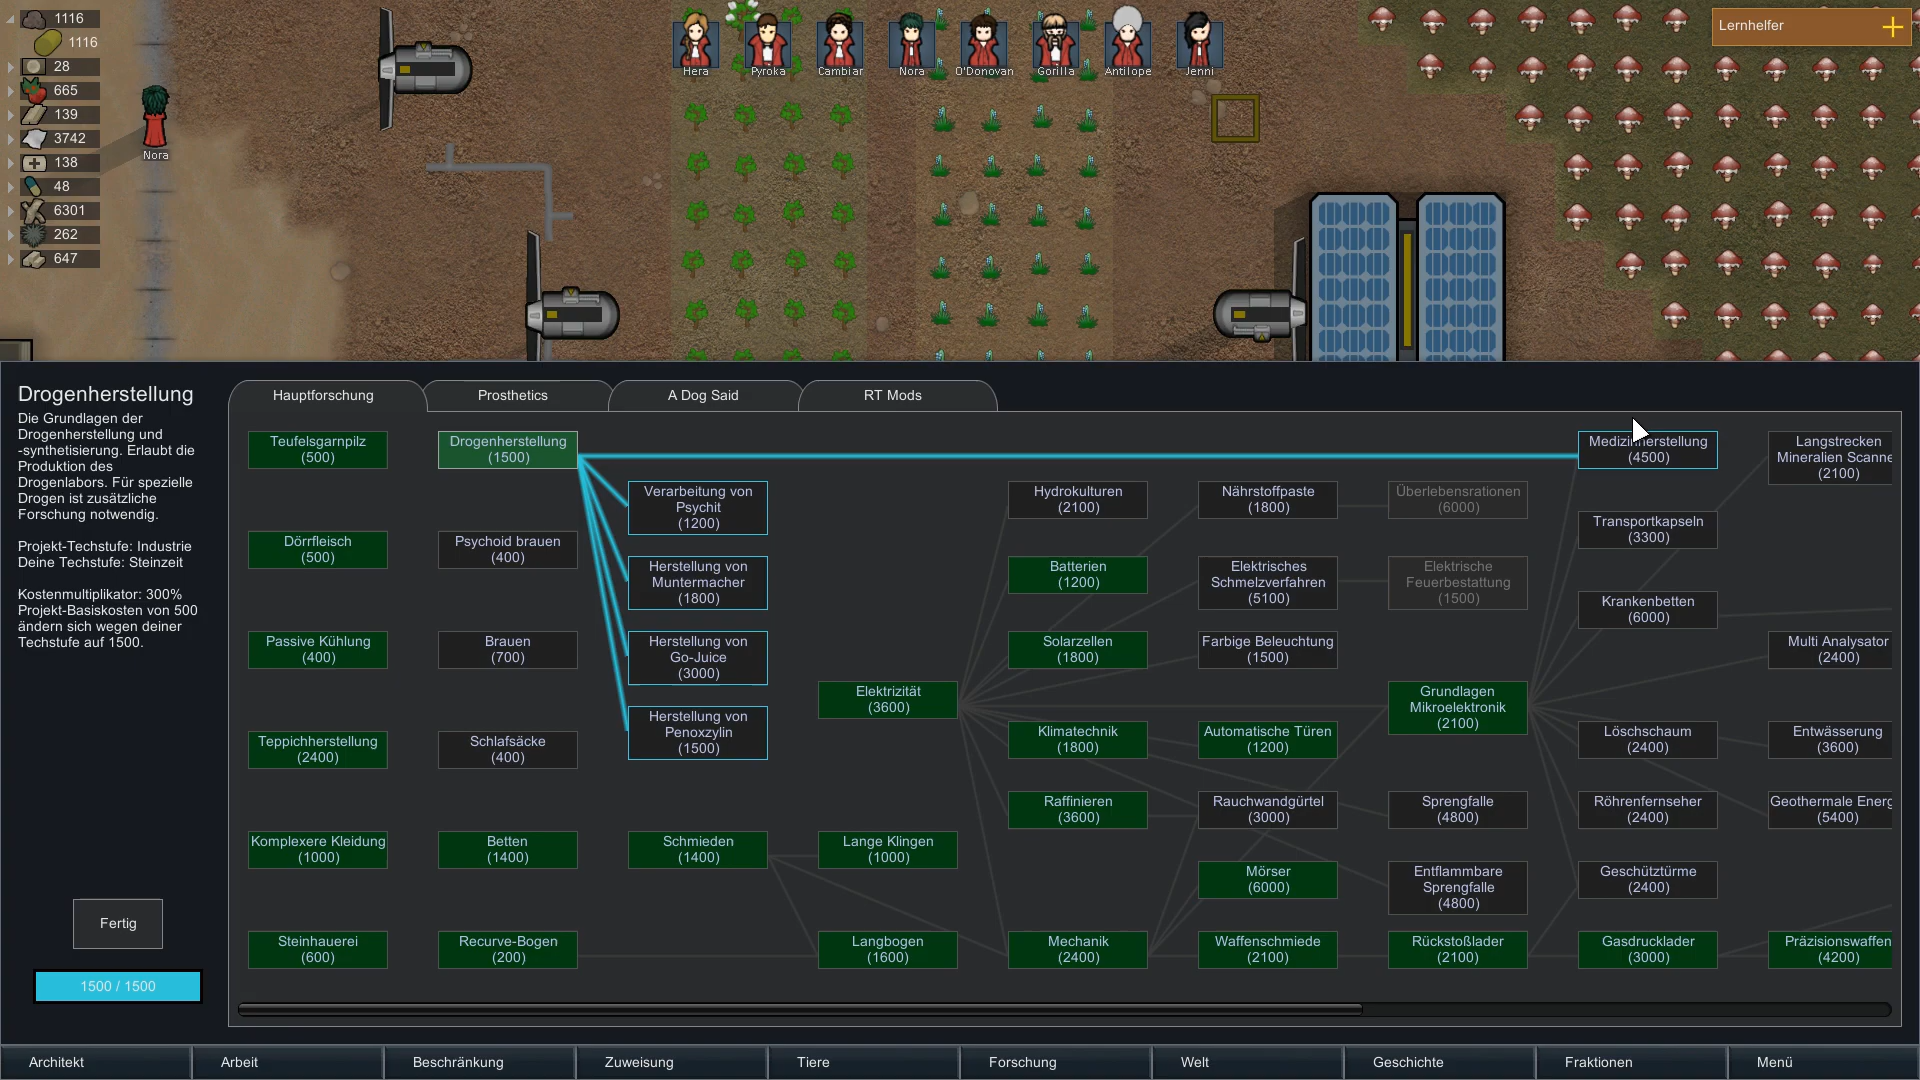 1116
1116
28
665
139
3742
138
48
6301
262
647
Nora
Hera
Pyroka
Cambiar
Nora
O'Donovan
Gorilla
Antilope
Jenni
Lernhelfer
Drogenherstellung
Die Grundlagen der
Drogenherstellung und
-synthetisierung. Erlaubt die
Produktion des
Drogenlabors. Für spezielle
Drogen ist zusätzliche
Forschung notwendig.
Projekt-Techstufe: Industrie
Deine Techstufe: Steinzeit
Kostenmultiplikator: 300%
Projekt-Basiskosten von 500
ändern sich wegen deiner
Techstufe auf 1500.
Fertig
1500 / 1500
Hauptforschung
Prosthetics
A Dog Said
RT Mods
Teufelsgarnpilz
(500)
Dörrfleisch
(500)
Passive Kühlung
(400)
Teppichherstellung
(2400)
Komplexere Kleidung
(1000)
Steinhauerei
(600)
Drogenherstellung
(1500)
Psychoid brauen
(400)
Brauen
(700)
Schlafsäcke
(400)
Betten
(1400)
Recurve-Bogen
(200)
Verarbeitung von
Psychit
(1200)
Herstellung von
Muntermacher
(1800)
Herstellung von
Go-Juice
(3000)
Herstellung von
Penoxzylin
(1500)
Schmieden
(1400)
Elektrizität
(3600)
Lange Klingen
(1000)
Langbogen
(1600)
Hydrokulturen
(2100)
Batterien
(1200)
Solarzellen
(1800)
Klimatechnik
(1800)
Raffinieren
(3600)
Mechanik
(2400)
Nährstoffpaste
(1800)
Elektrisches
Schmelzverfahren
(5100)
Farbige Beleuchtung
(1500)
Automatische Türen
(1200)
Rauchwandgürtel
(3000)
Mörser
(6000)
Waffenschmiede
(2100)
Überlebensrationen
(6000)
Elektrische
Feuerbestattung
(1500)
Grundlagen
Mikroelektronik
(2100)
Sprengfalle
(4800)
Entflammbare
Sprengfalle
(4800)
Rückstoßlader
(2100)
Medizinherstellung
(4500)
Transportkapseln
(3300)
Krankenbetten
(6000)
Löschschaum
(2400)
Röhrenfernseher
(2400)
Geschütztürme
(2400)
Gasdrucklader
(3000)
Langstrecken
Mineralien Scanne
(2100)
Multi Analysator
(2400)
Entwässerung
(3600)
Geothermale Energ
(5400)
Präzisionswaffen
(4200)
Architekt
Arbeit
Beschränkung
Zuweisung
Tiere
Forschung
Welt
Geschichte
Fraktionen
Menü